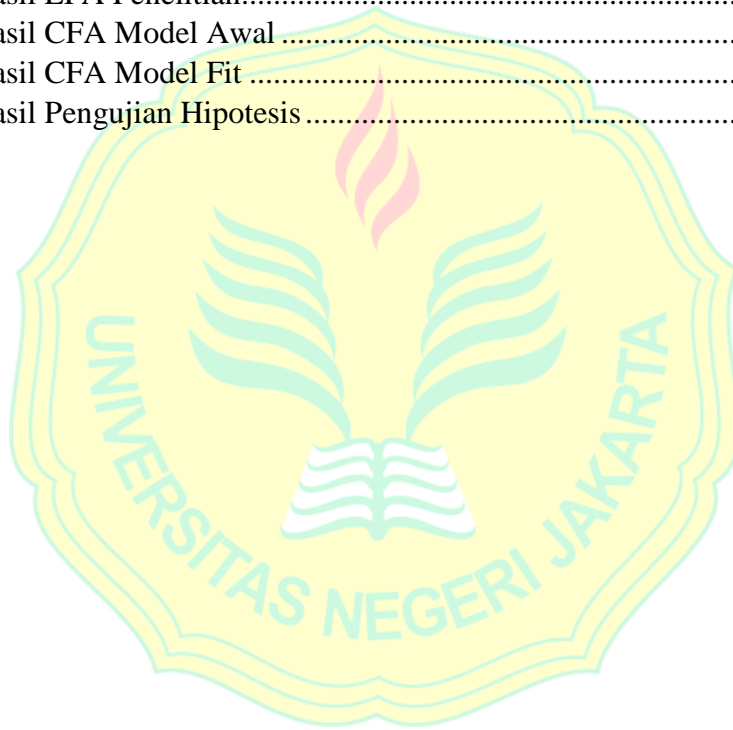 asil EFA Penelitian.....................................................................
asil CFA Model Awal.................................................................
asil CFA Model Fit......................................................................
asil Pengujian Hipotesis.............................................................
UNIVERSITAS NEGERI JAKARTA